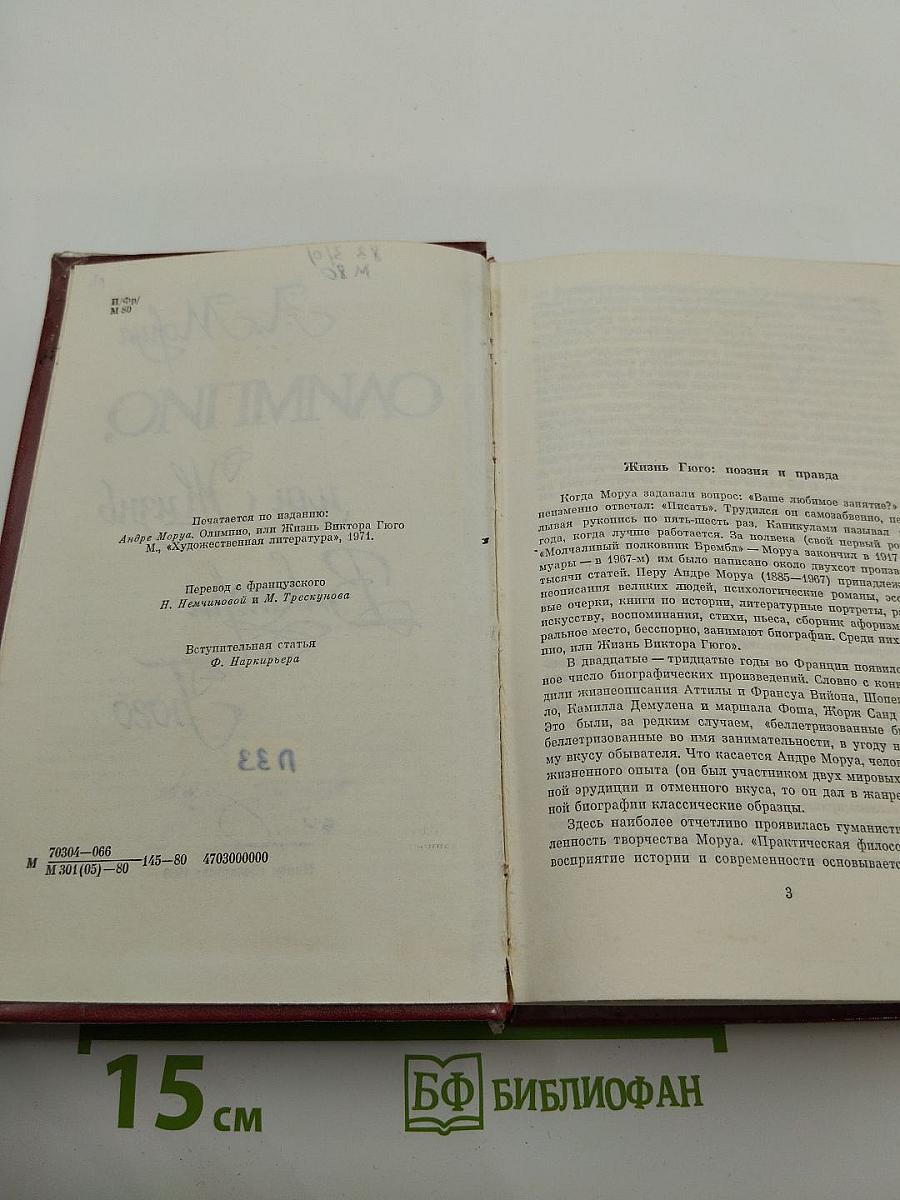 И/Фр/
М 80
Печатается по изданию:
Андре Моруа. Олимпио, или Жизнь Виктора Гюго
М., «Художественная литература», 1971.
Перевод с французского
Н. Немчиновой и М. Трескунова
Вступительная статья
Ф. Наркирьера
М 70304—066
М 301(05)—80 —145—80 4703000000
П33
Жизнь Гюго: поэзия и правда
Когда Моруа задавали вопрос: «Ваше любимое занятие?»
неизменно отвечал: «Писать». Трудился он самозабвенно, пе
лывая рукопись по пять-шесть раз. Каникулами называл
года, когда лучше работается. За полвека (свой первый ро
«Молчаливый полковник Брембл» — Моруа закончил в 1917
муары — в 1967-м) им было написано около двухсот произв
тысячи статей. Перу Андре Моруа (1885—1967) принадлеж
неописания великих людей, психологические романы, эсс
вые очерки, книги по истории, литературные портреты, ра
искусству, воспоминания, стихи, пьеса, сборник афоризм
ральное место, бесспорно, занимают биографии. Среди них
пио, или Жизнь Виктора Гюго».
В двадцатые — тридцатые годы во Франции появило
ное число биографических произведений. Словно с конв
дили жизнеописания Аттилы и Франсуа Вийона, Шопе
ло, Камилла Демулена и маршала Фоша, Жорж Санд
Это были, за редким случаем, «беллетризованные би
беллетризованные во имя занимательности, в угоду н
му вкусу обывателя. Что касается Андре Моруа, челов
жизненного опыта (он был участником двух мировых
ной эрудиции и отменного вкуса, то он дал в жанре
ной биографии классические образцы.
Здесь наиболее отчетливо проявилась гуманисти
ленность творчества Моруа. «Практическая филосо
восприятие истории и современности основывается
3
15 см
БФ БИБЛИОФАН